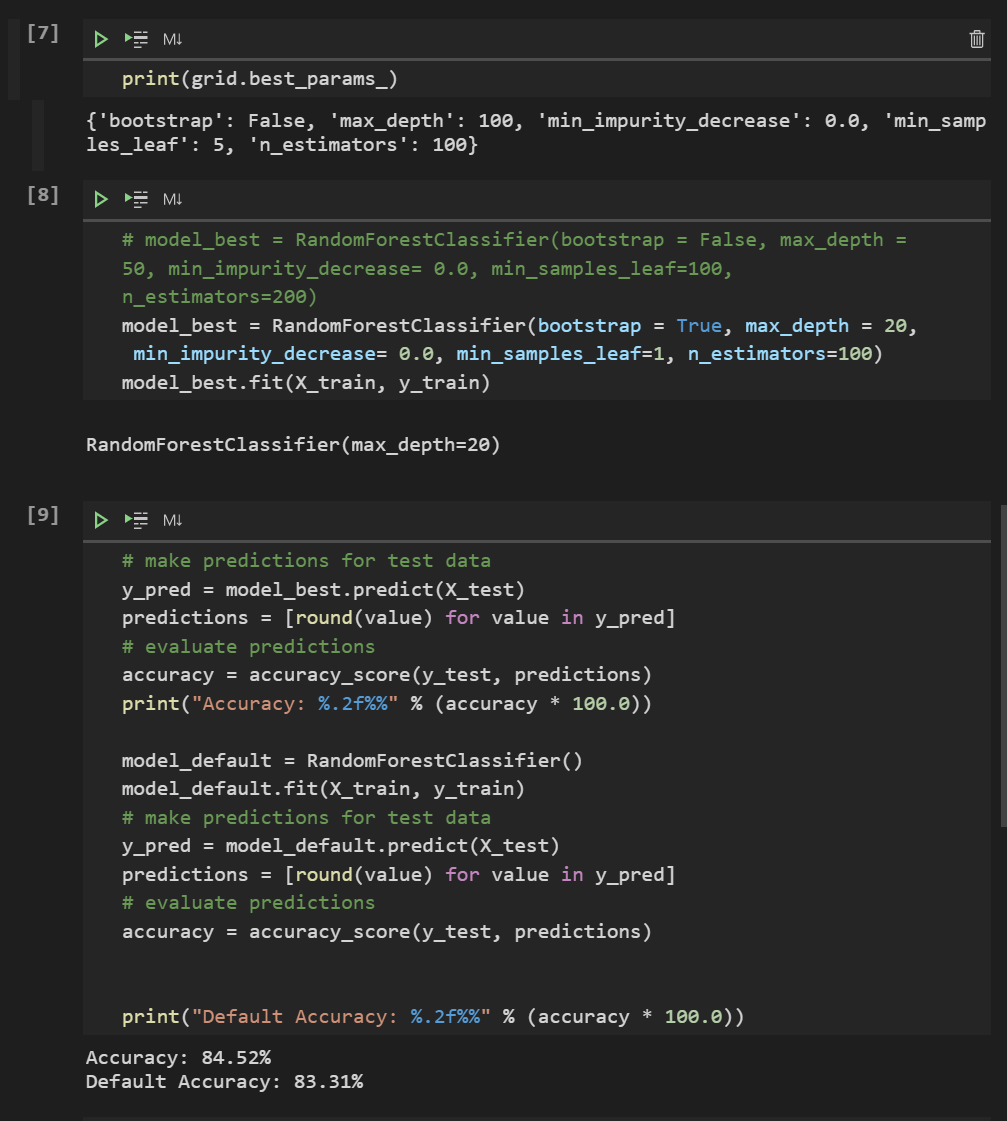 [7]
M↓
print(grid.best_params_)
{'bootstrap': False, 'max_depth': 100, 'min_impurity_decrease': 0.0, 'min_samp
les_leaf': 5, 'n_estimators': 100}
[8]
M↓
# model_best = RandomForestClassifier(bootstrap = False, max_depth =
50, min_impurity_decrease= 0.0, min_samples_leaf=100,
n_estimators=200)
model_best = RandomForestClassifier(bootstrap = True, max_depth = 20,
min_impurity_decrease= 0.0, min_samples_leaf=1, n_estimators=100)
model_best.fit(X_train, y_train)
RandomForestClassifier(max_depth=20)
[9]
M↓
# make predictions for test data
y_pred = model_best.predict(X_test)
predictions = [round(value) for value in y_pred]
# evaluate predictions
accuracy = accuracy_score(y_test, predictions)
print("Accuracy: %.2f%%" % (accuracy * 100.0))
model_default = RandomForestClassifier()
model_default.fit(X_train, y_train)
# make predictions for test data
y_pred = model_default.predict(X_test)
predictions = [round(value) for value in y_pred]
# evaluate predictions
accuracy = accuracy_score(y_test, predictions)
print("Default Accuracy: %.2f%%" % (accuracy * 100.0))
Accuracy: 84.52%
Default Accuracy: 83.31%